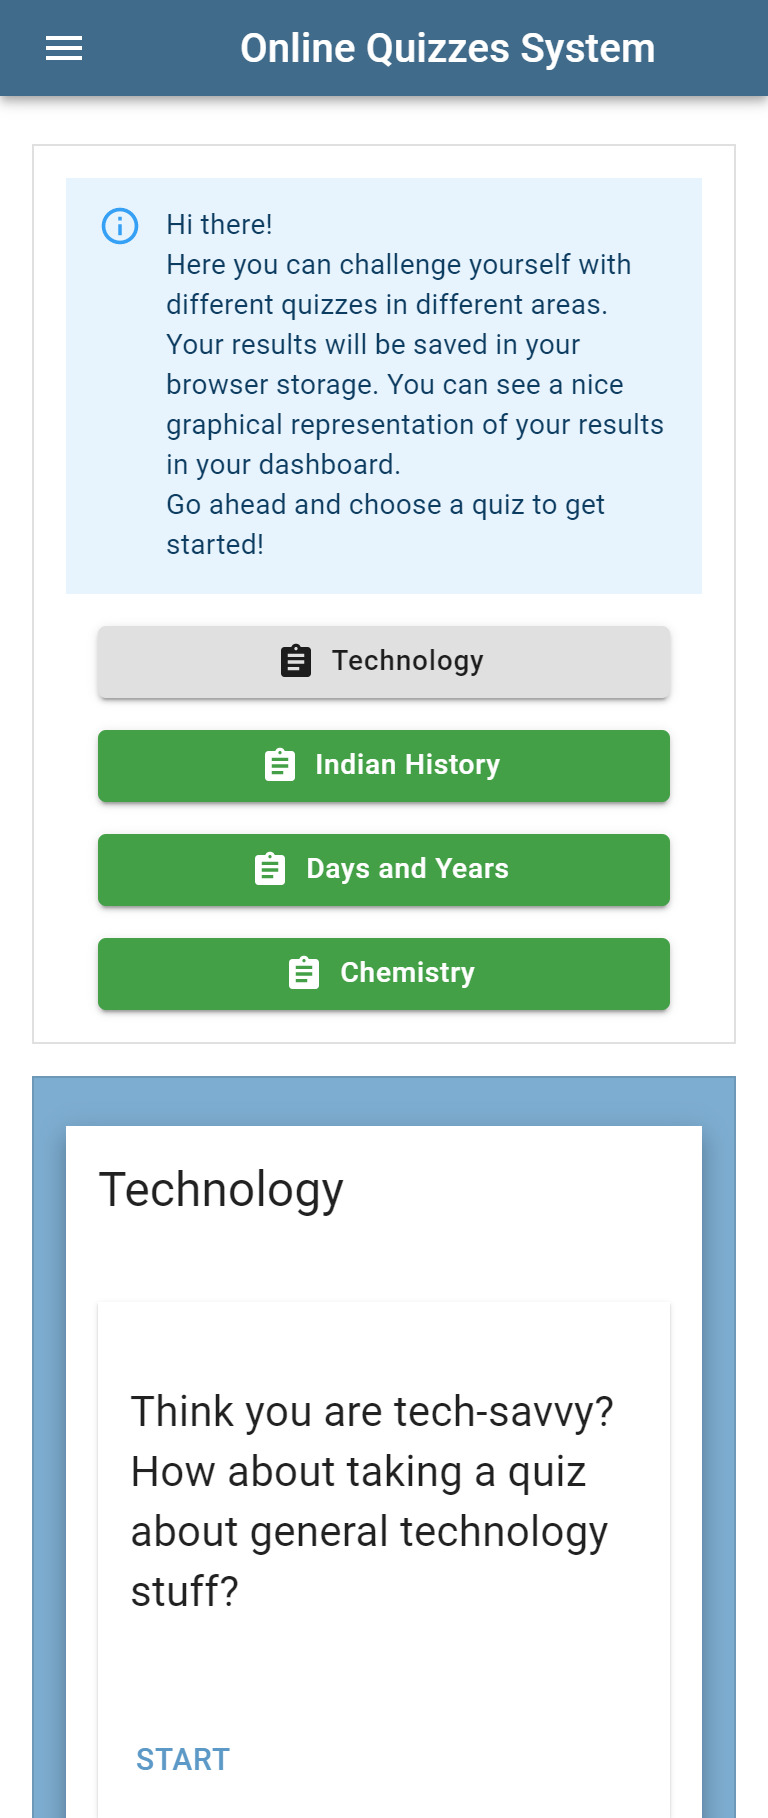 Online Quizzes System
Hi there!
Here you can challenge yourself with
different quizzes in different areas.
Your results will be saved in your
browser storage. You can see a nice
graphical representation of your results
in your dashboard.
Go ahead and choose a quiz to get
started!
Technology
Indian History
Days and Years
Chemistry
Technology
Think you are tech-savvy?
How about taking a quiz
about general technology
stuff?
START